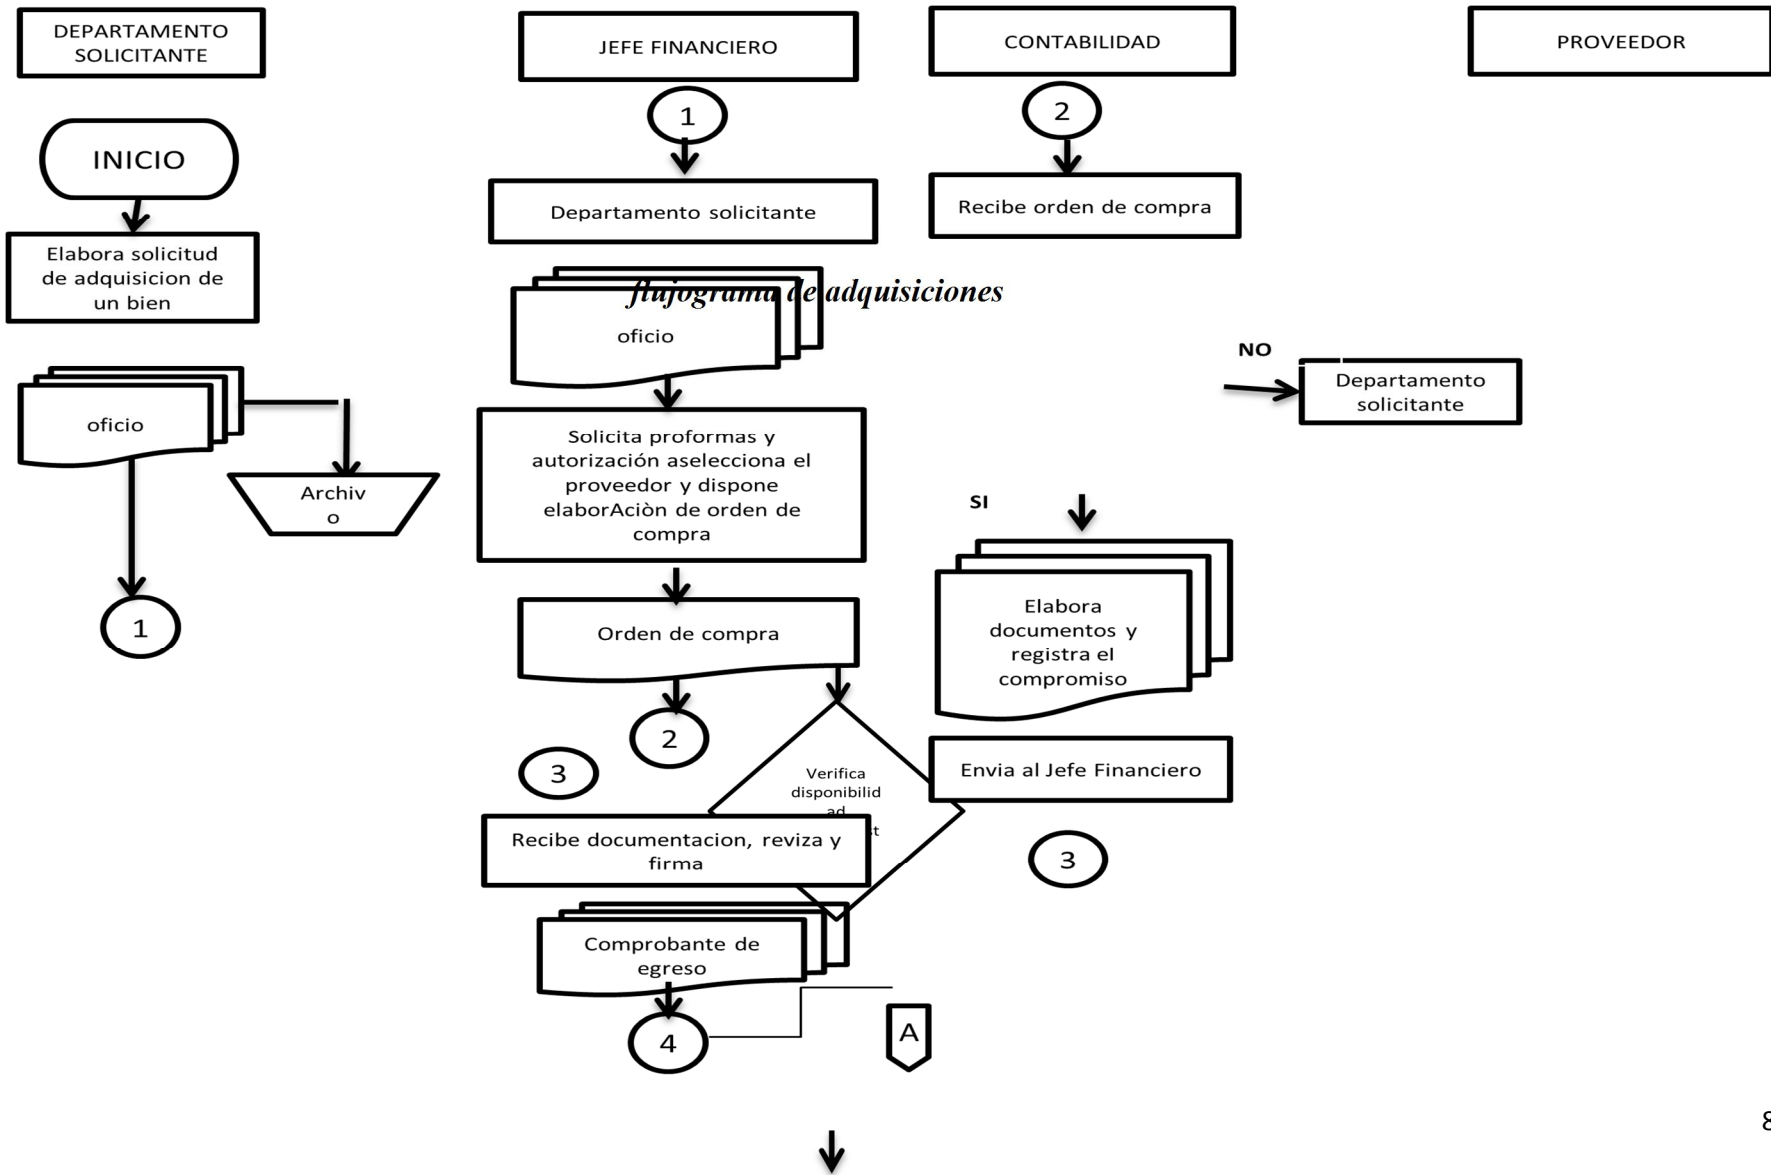 DEPARTAMENTO
SOLICITANTE
JEFE FINANCIERO
CONTABILIDAD
PROVEEDOR
INICIO
Elabora solicitud
de adquisicion de
un bien
oficio
Archiv
o
1
1
Departamento solicitante
flujograma de adquisiciones
oficio
Solicita proformas y
autorización aselecciona el
proveedor y dispone
elaborAciòn de orden de
compra
Orden de compra
2
3
Verifica
disponibilid
ad
st
Recibe documentacion, reviza y
firma
Comprobante de
egreso
4
A
2
Recibe orden de compra
NO
Departamento
solicitante
SI
Elabora
documentos y
registra el
compromiso
Envia al Jefe Financiero
3
8